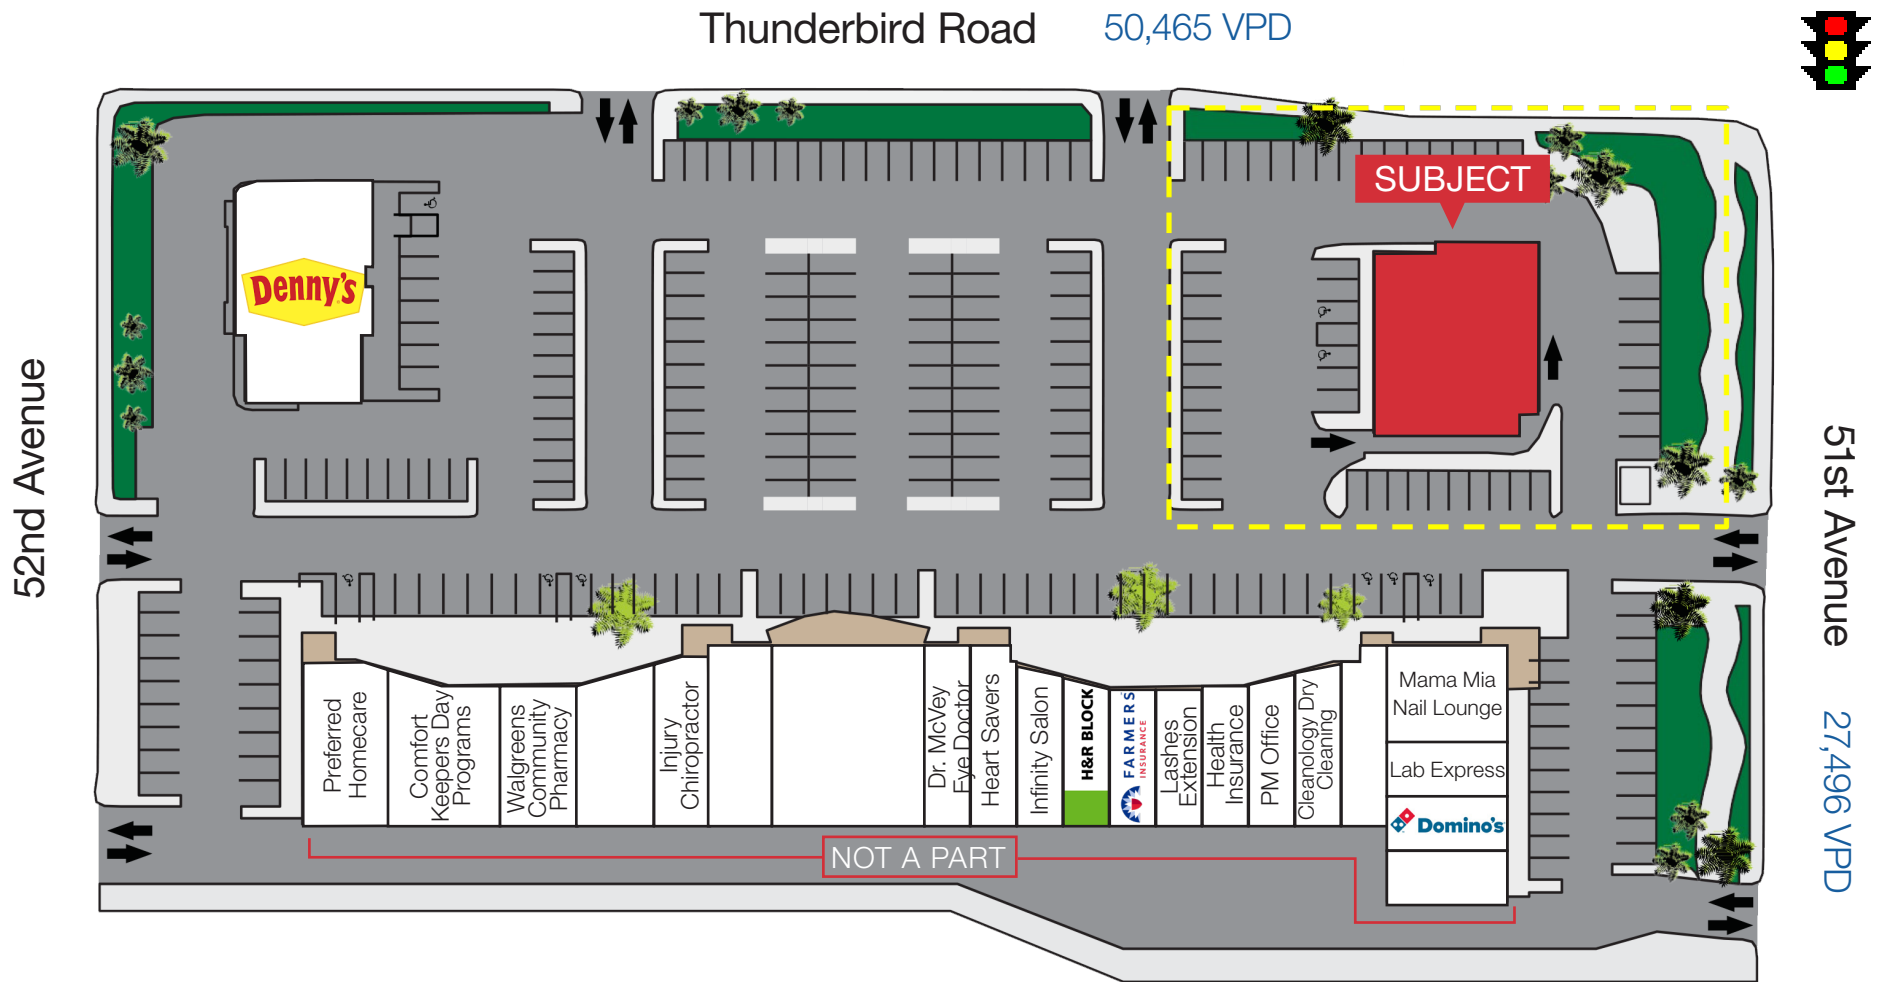 Thunderbird Road 50,465 VPD
SUBJECT
Denny's
52nd Avenue
51st Avenue 27,496 VPD
Preferred
Homecare
Comfort
Keepers Day
Programs
Walgreens
Community
Pharmacy
Injury
Chiropractor
Dr. McVey
Eye Doctor
Heart Savers
Infinity Salon
H&R BLOCK
FARMERS
INSURANCE
Lashes
Extension
Health
Insurance
PM Office
Cleanology Dry
Cleaning
Mama Mia
Nail Lounge
Lab Express
Domino's
NOT A PART